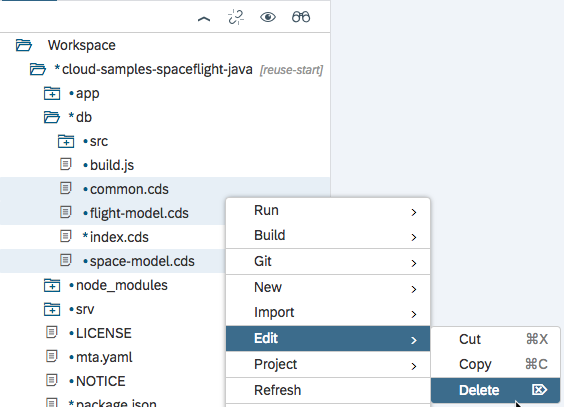 Workspace
*cloud-samples-spaceflight-java [reuse-start]
•app
*db
•src
•build.js
•common.cds
•flight-model.cds
*index.cds
•space-model.cds
•node_modules
•srv
•LICENSE
•mta.yaml
•NOTICE
*package.json
Run
Build
Git
New
Import
Edit
Project
Refresh
Cut ⌘X
Copy ⌘C
Delete ⌦